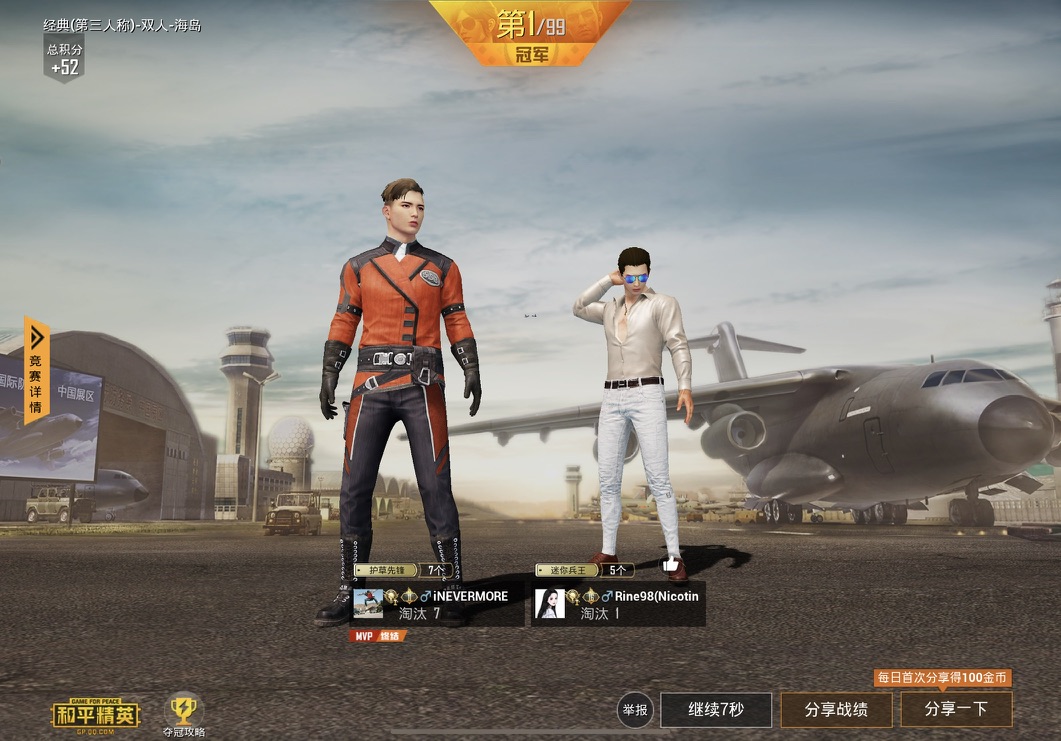 经典(第三人称)-双人-海岛
总积分
+52
第1/99
冠军
竞赛详情
中国展区
护草先锋 7个
iNEVERMORE
淘汰 7
MVP
迷你兵王 5个
Rine98(Nicotin
淘汰 1
GAME FOR PEACE
和平精英
GP.QQ.COM
夺冠攻略
每日首次分享得100金币
举报
继续7秒
分享战绩
分享一下